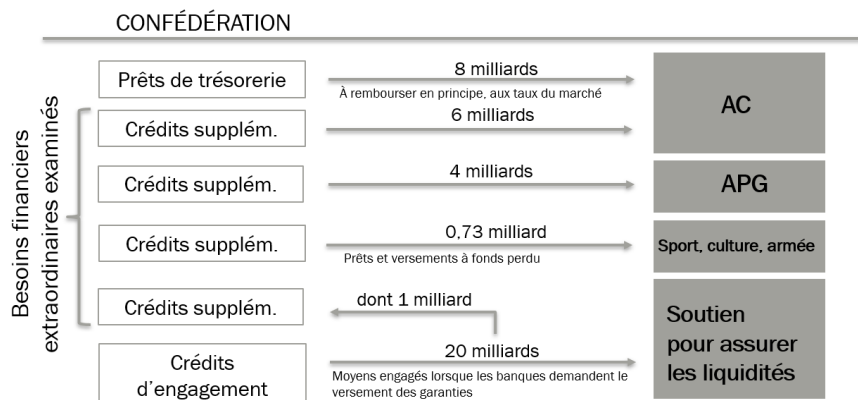 CONFÉDÉRATION
Besoins financiers
extraordinaires examinés
Prêts de trésorerie
8 milliards
À rembourser en principe, aux taux du marché
AC
Crédits supplém.
6 milliards
Crédits supplém.
4 milliards
APG
Crédits supplém.
0,73 milliard
Prêts et versements à fonds perdu
Sport, culture, armée
Crédits supplém.
dont 1 milliard
Crédits
d'engagement
20 milliards
Moyens engagés lorsque les banques demandent le
versement des garanties
Soutien
pour assurer
les liquidités